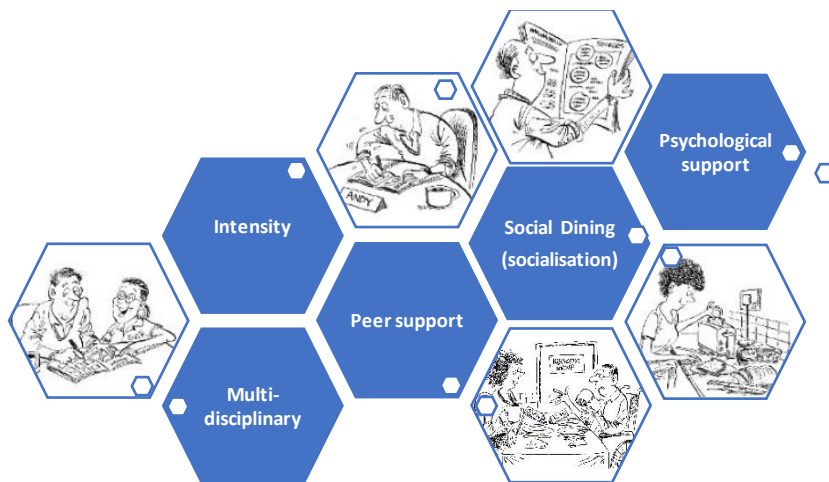 Psychological
support
Intensity
ANDY
Social Dining
(socialisation)
Peer support
Multi-
disciplinary